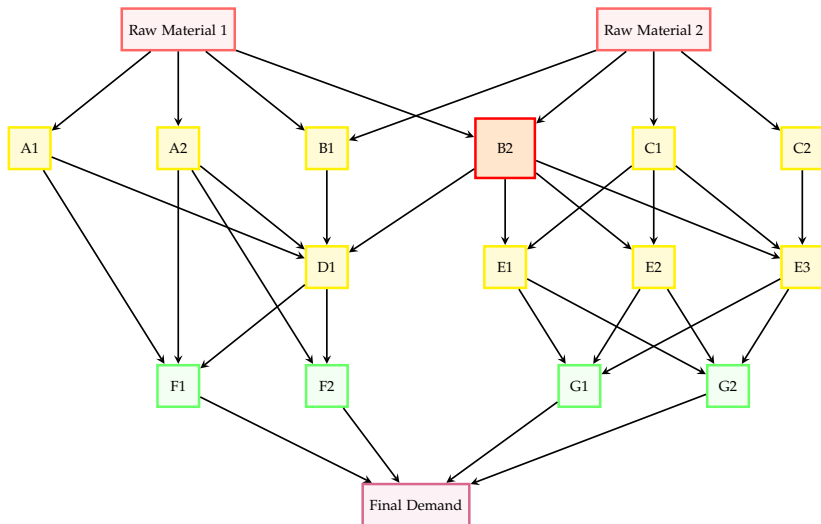 Raw Material 1
Raw Material 2
A1
A2
B1
B2
C1
C2
D1
E1
E2
E3
F1
F2
G1
G2
Final Demand